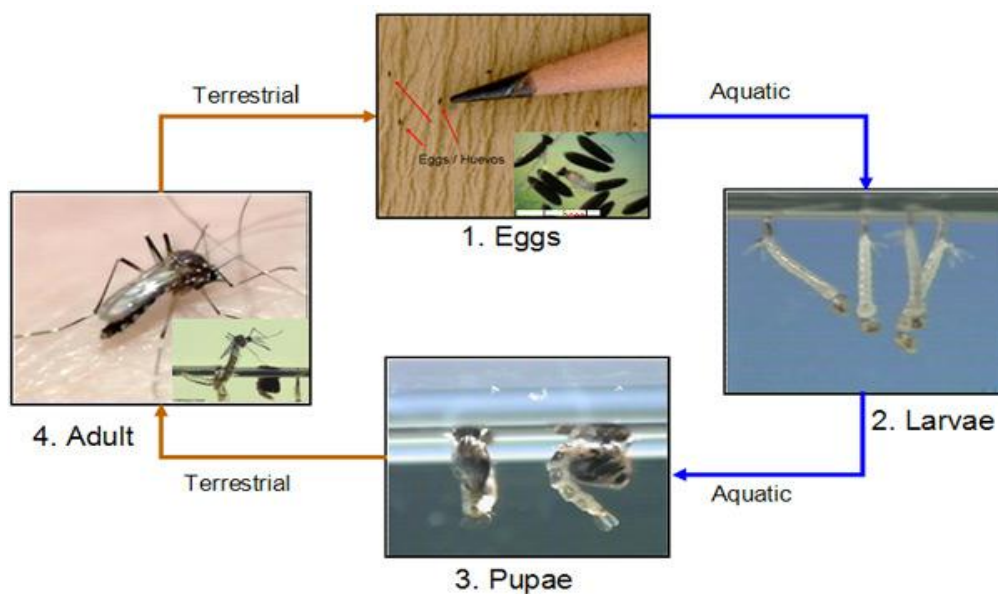 Terrestrial
Aquatic
Eggs / Huevos
1. Eggs
4. Adult
2. Larvae
Terrestrial
Aquatic
3. Pupae